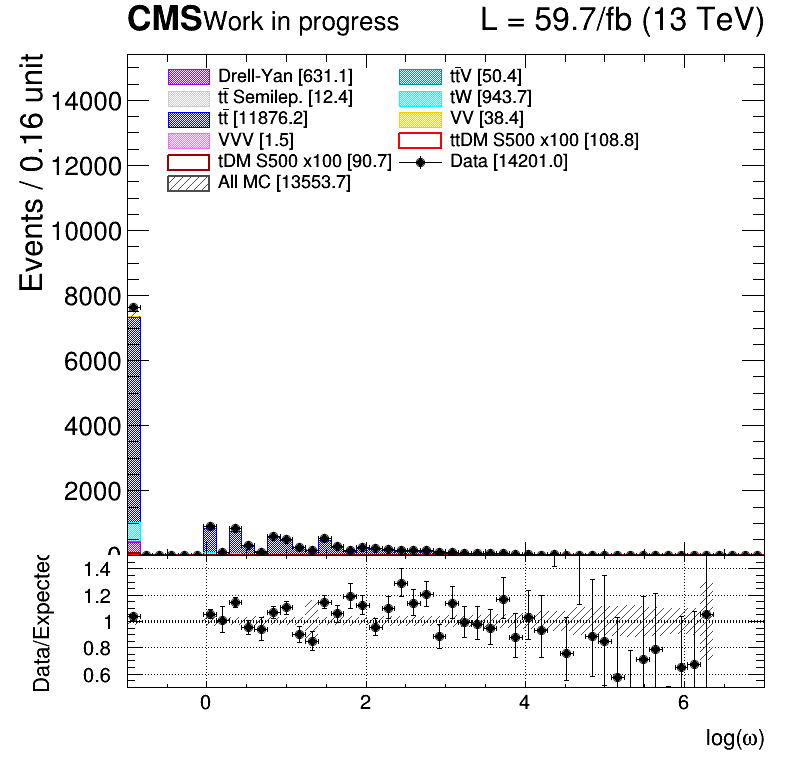 CMS Work in progress L = 59.7/fb (13 TeV)
Events / 0.16 unit
Drell-Yan [631.1] tt̄V [50.4]
tt̄ Semilep. [12.4] tW [943.7]
tt̄ [11876.2] VV [38.4]
VVV [1.5] ttDM S500 x100 [108.8]
tDM S500 x100 [90.7] Data [14201.0]
All MC [13553.7]
14000
12000
10000
8000
6000
4000
2000
0
Data/Expected
1.4
1.2
1
0.8
0.6
0 2 4 6
log(ω)